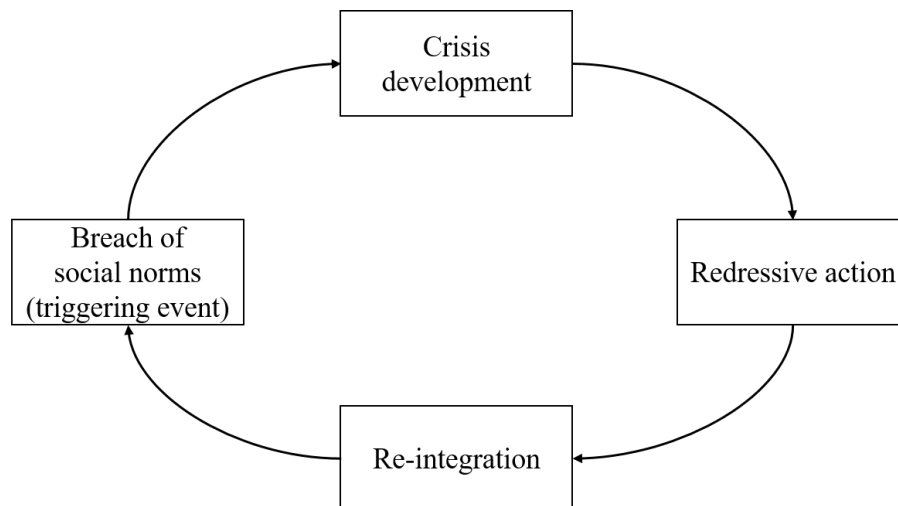 Crisis
development
Breach of
social norms
(triggering event)
Redressive action
Re-integration